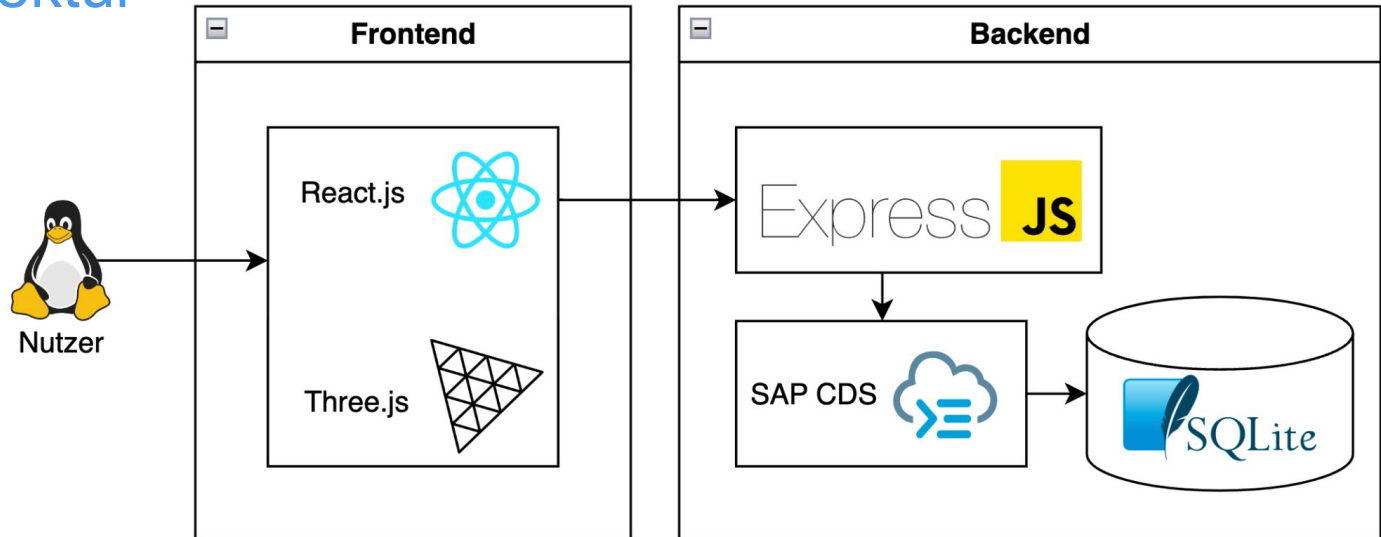 Frontend
Backend
React.js
Express JS
Nutzer
Three.js
SAP CDS
SQLite